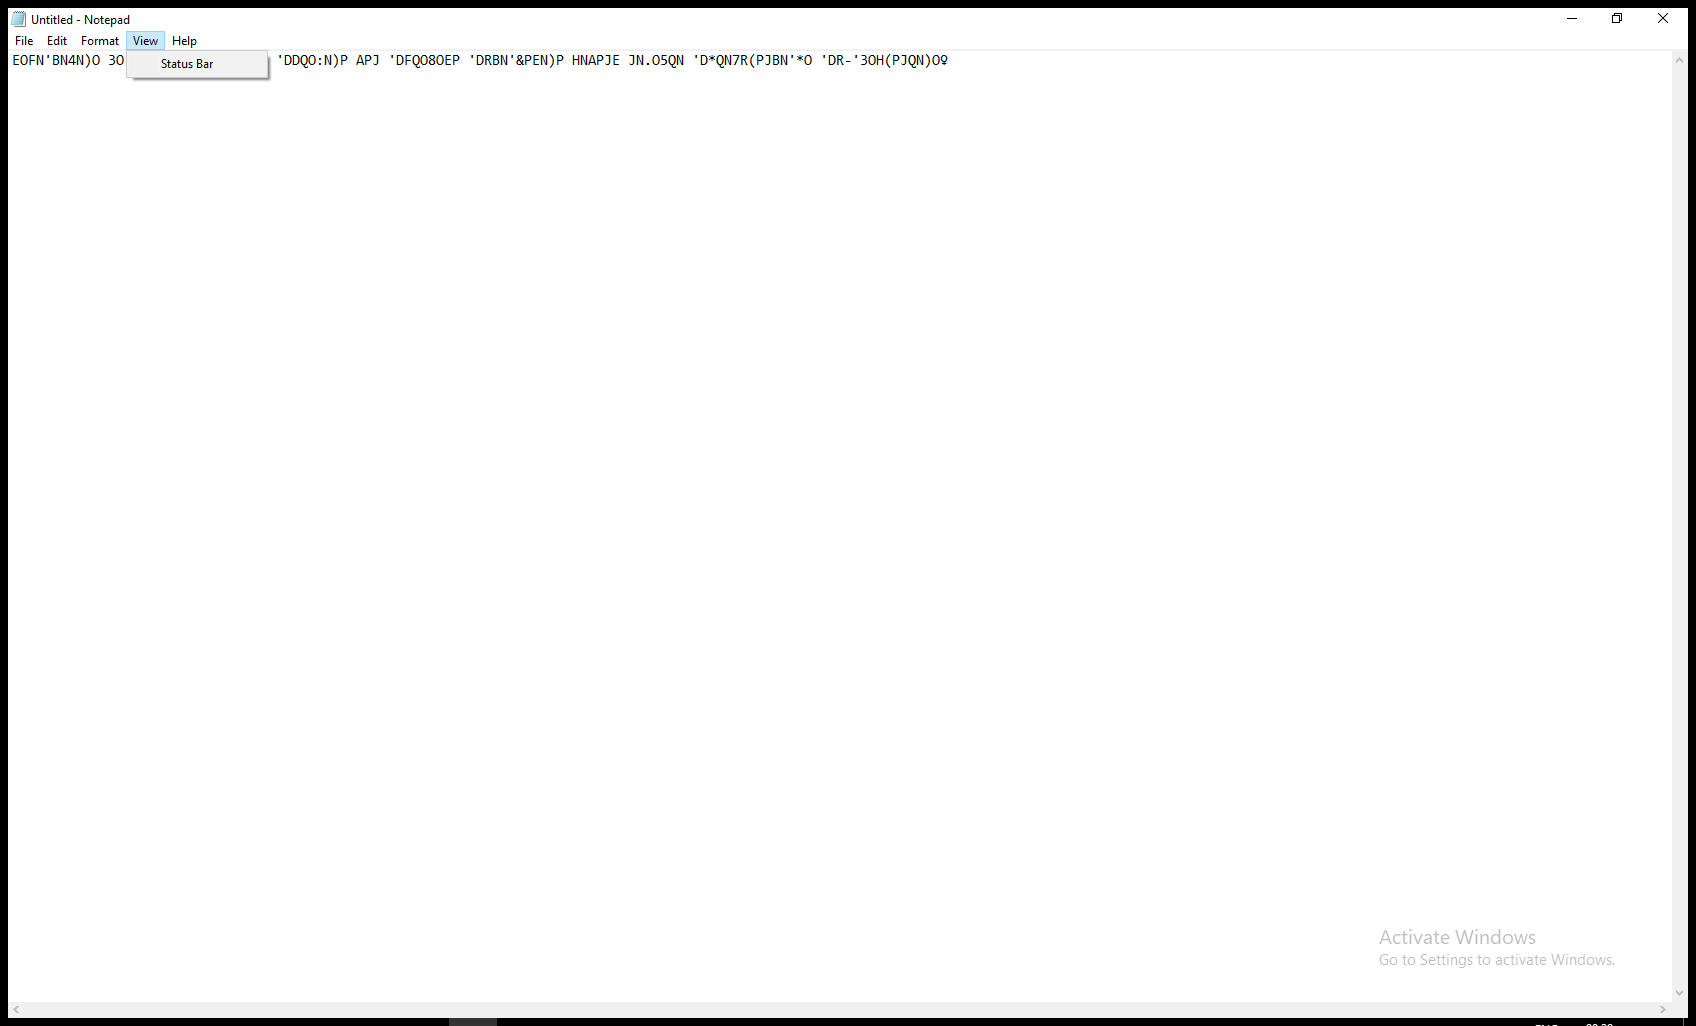 Untitled - Notepad
File Edit Format View Help
EOFN'BN4N)O 3O
Status Bar
'DDQO:N)P APJ 'DFQO8OEP 'DRBN'&PEN)P HNAPJE JN.O5QN 'D*QN7R(PJBN'*O 'DR-'3OH(PJQN)O♀
Activate Windows
Go to Settings to activate Windows.